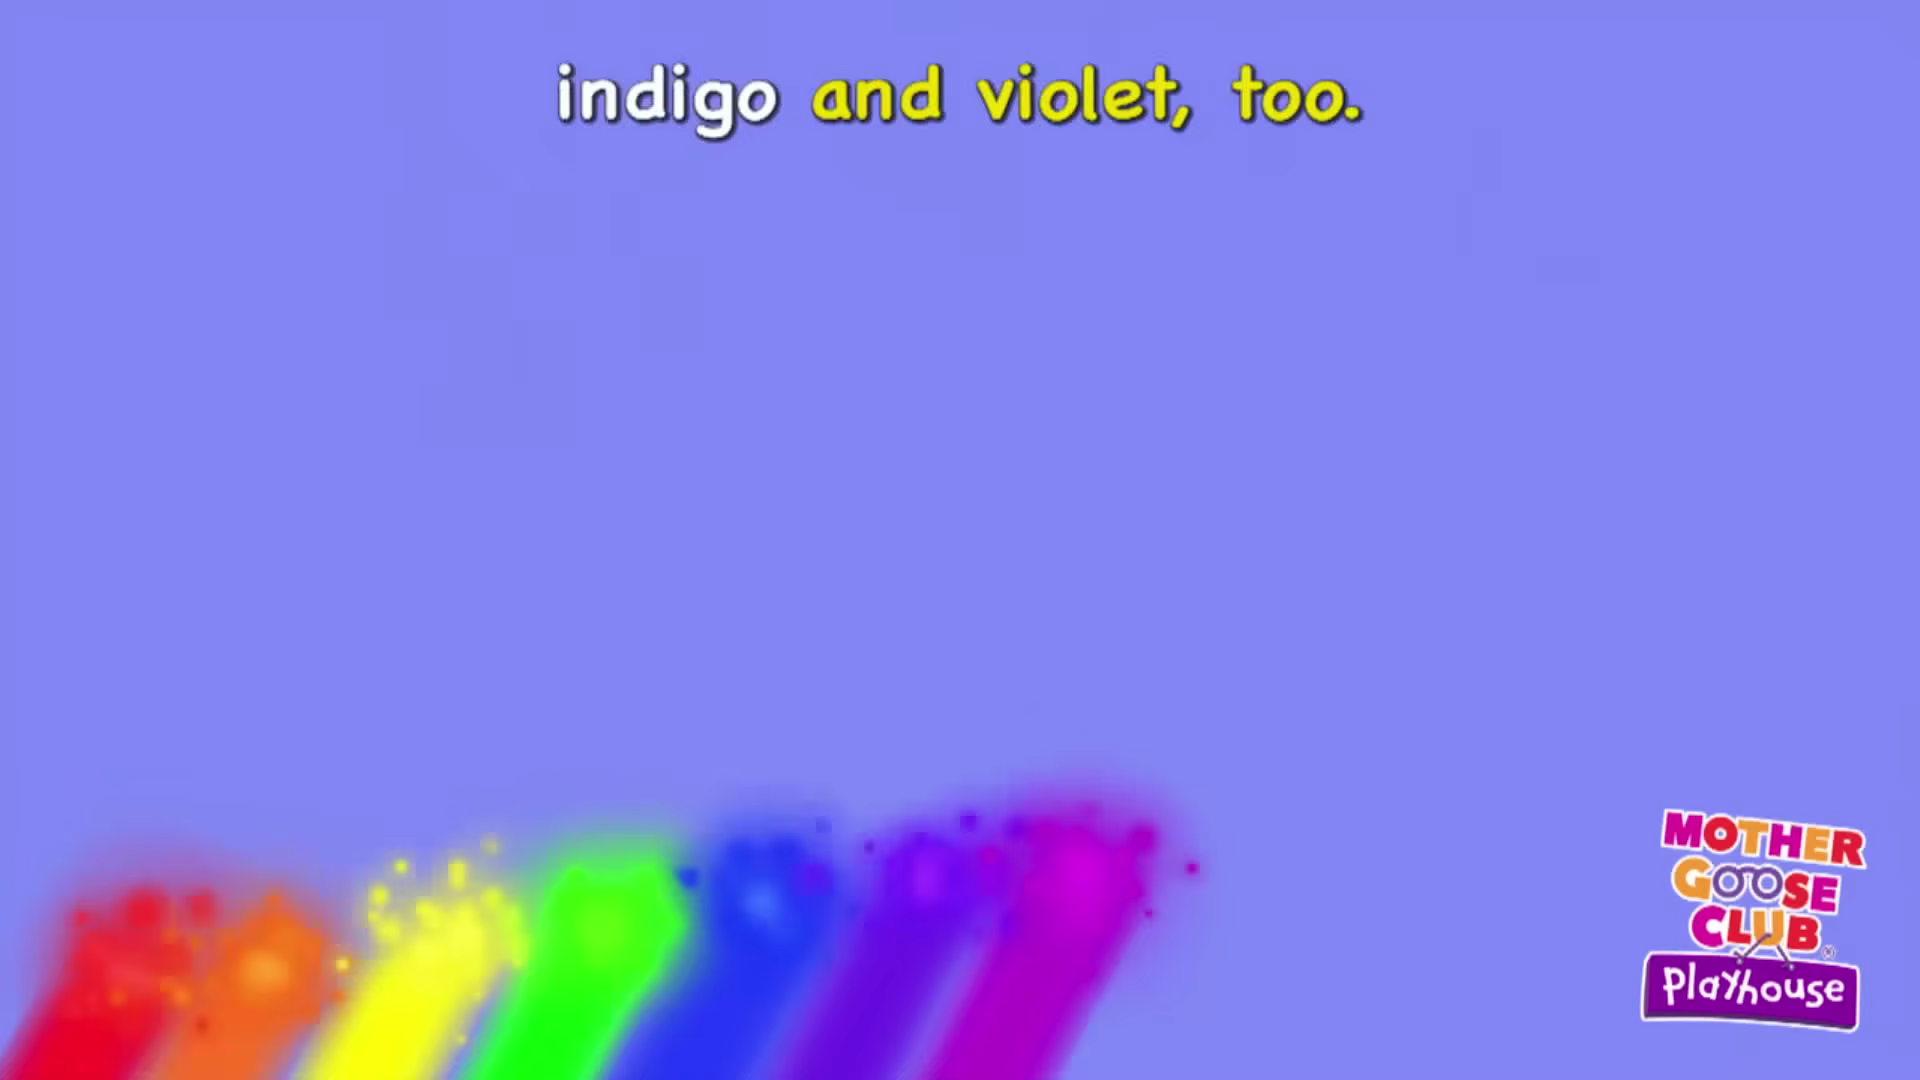 indigo and violet, too.
MOTHER
GOOSE
CLUB
®
Playhouse